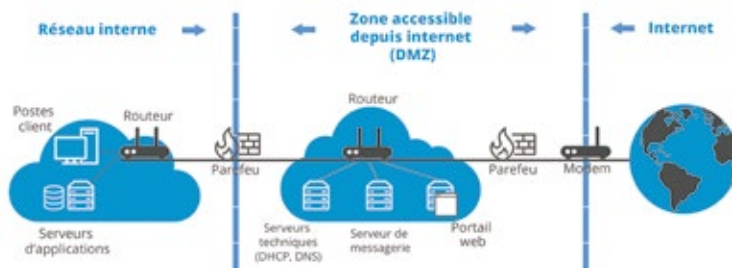 Réseau interne
Zone accessible
depuis internet
(DMZ)
Internet
Postes
client
Routeur
Routeur
Parefeu
Parefeu
Modem
Serveurs
d'applications
Serveurs
techniques
(DHCP, DNS)
Serveur de
messagerie
Portail
web